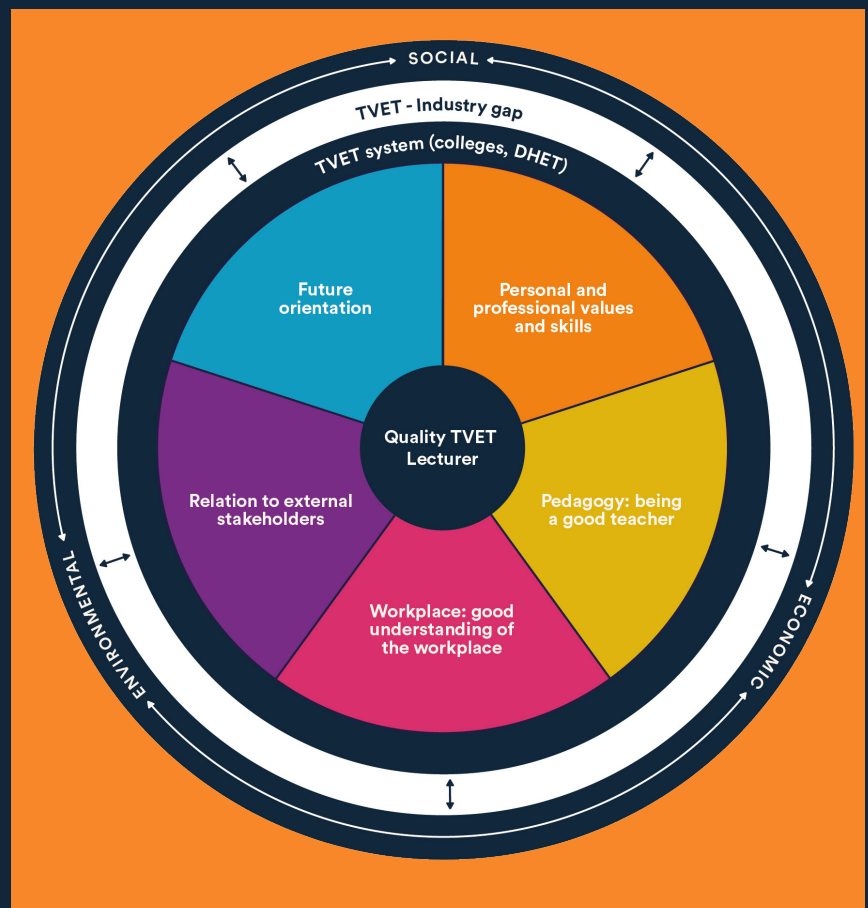 SOCIAL
TVET - Industry gap
TVET system (colleges, DHET)
Future
orientation
Personal and
professional values
and skills
Quality TVET
Lecturer
Relation to external
stakeholders
Pedagogy: being
a good teacher
Workplace: good
understanding of
the workplace
ENVIRONMENTAL
ECONOMIC